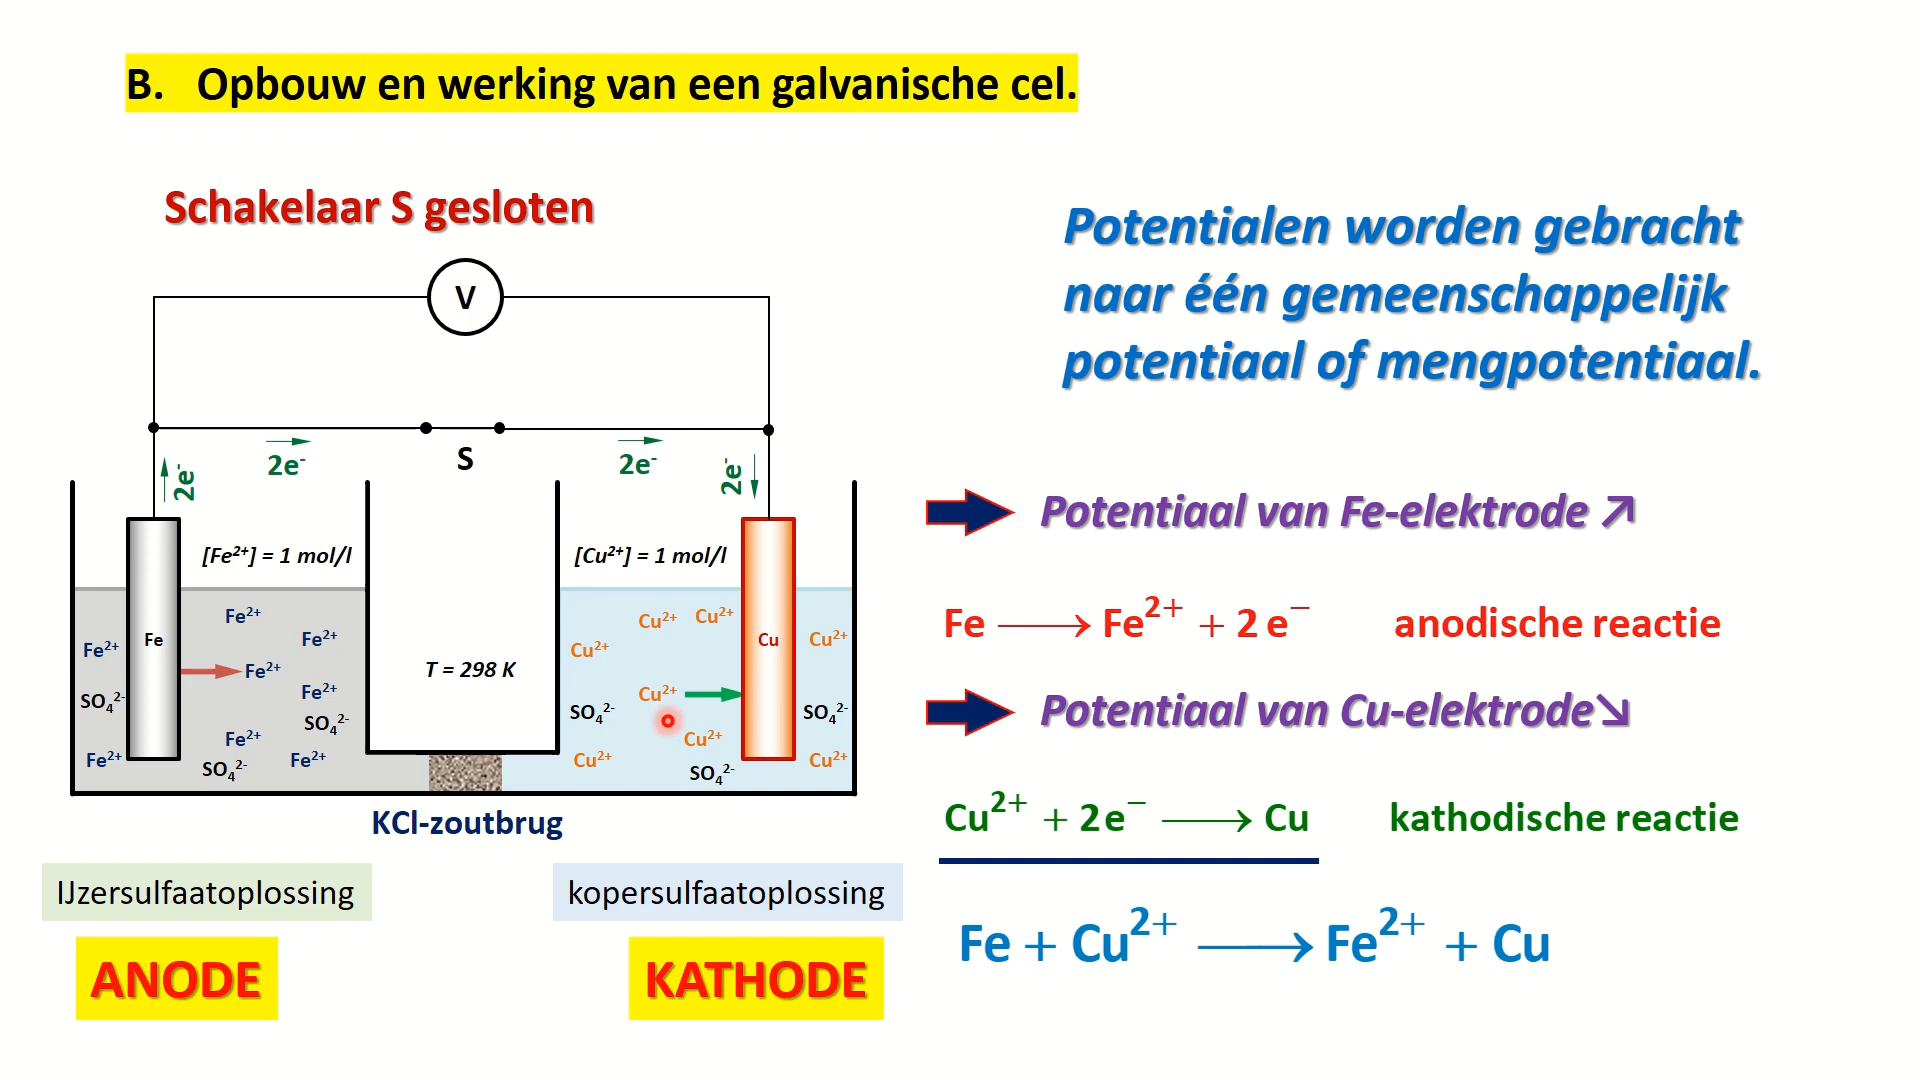 B. Opbouw en werking van een galvanische cel.
Schakelaar S gesloten
V
S
2e⁻
2e⁻
2e⁻
2e⁻
[Fe²⁺] = 1 mol/l
[Cu²⁺] = 1 mol/l
Fe
Cu
T = 298 K
Fe²⁺
Fe²⁺
Fe²⁺
Fe²⁺
Fe²⁺
SO₄²⁻
SO₄²⁻
Fe²⁺
Fe²⁺
Fe²⁺
SO₄²⁻
Cu²⁺
Cu²⁺
Cu²⁺
Cu²⁺
Cu²⁺
SO₄²⁻
SO₄²⁻
Cu²⁺
Cu²⁺
Cu²⁺
SO₄²⁻
KCl-zoutbrug
IJzersulfaatoplossing
kopersulfaatoplossing
ANODE
KATHODE
Potentialen worden gebracht
naar één gemeenschappelijk
potentiaal of mengpotentiaal.
Potentiaal van Fe-elektrode ↗
Fe ⟶ Fe²⁺ + 2 e⁻ anodische reactie
Potentiaal van Cu-elektrode↘
Cu²⁺ + 2e⁻ ⟶ Cu kathodische reactie
Fe + Cu²⁺ ⟶ Fe²⁺ + Cu